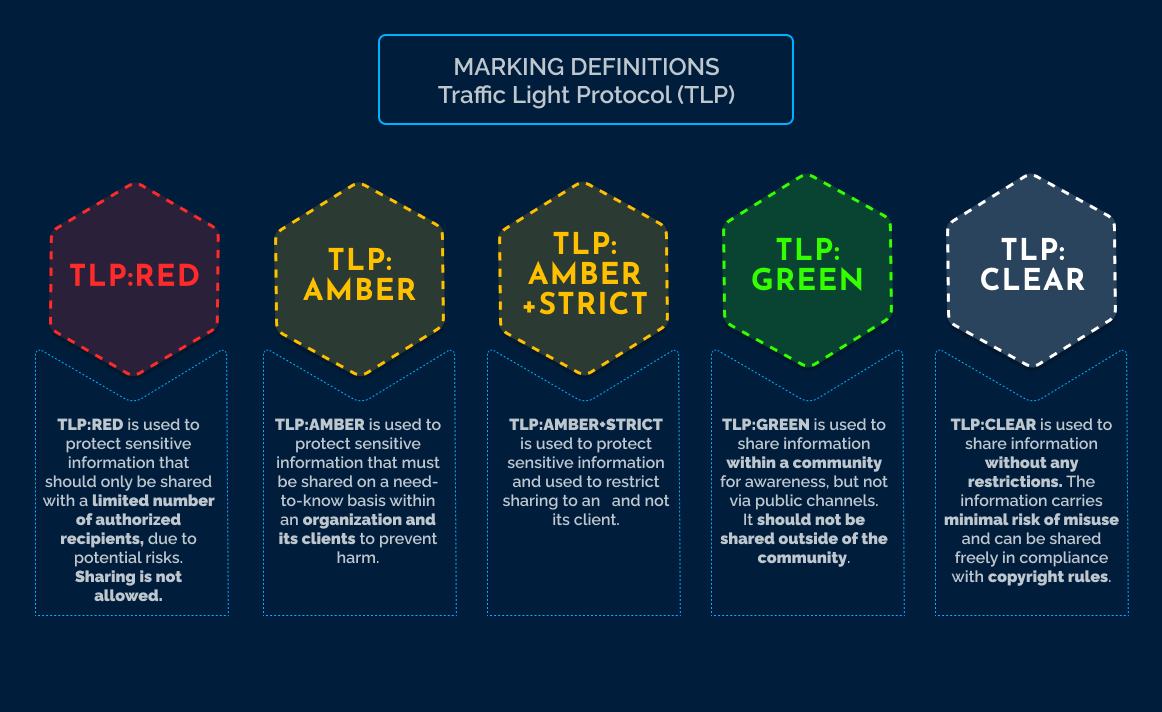 MARKING DEFINITIONS
Traffic Light Protocol (TLP)
TLP:RED
TLP:
AMBER
TLP:
AMBER
+STRICT
TLP:
GREEN
TLP:
CLEAR
TLP:RED is used to
protect sensitive
information that
should only be shared
with a limited number
of authorized
recipients, due to
potential risks.
Sharing is not
allowed.
TLP:AMBER is used to
protect sensitive
information that must
be shared on a need-
to-know basis within
an organization and
its clients to prevent
harm.
TLP:AMBER+STRICT
is used to protect
sensitive information
and used to restrict
sharing to an and not
its client.
TLP:GREEN is used to
share information
within a community
for awareness, but not
via public channels.
It should not be
shared outside of the
community.
TLP:CLEAR is used to
share information
without any
restrictions. The
information carries
minimal risk of misuse
and can be shared
freely in compliance
with copyright rules.